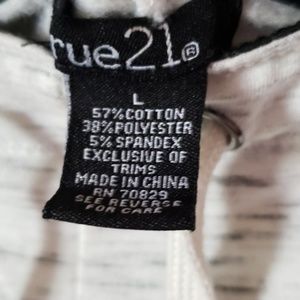 rue21®
L
57%COTTON
38%POLYESTER
5% SPANDEX
EXCLUSIVE OF
TRIMS
MADE IN CHINA
RN 70829
SEE REVERSE
FOR CARE